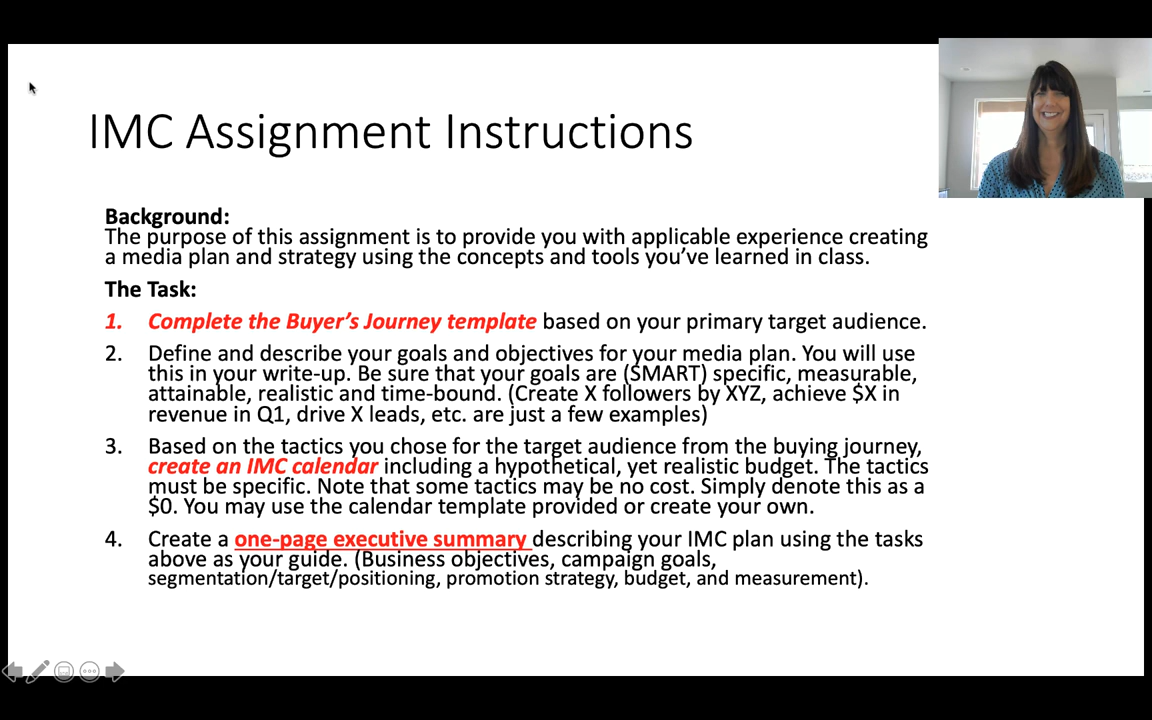 IMC Assignment Instructions
Background:
The purpose of this assignment is to provide you with applicable experience creating
a media plan and strategy using the concepts and tools you’ve learned in class.
The Task:
1. Complete the Buyer’s Journey template based on your primary target audience.
2. Define and describe your goals and objectives for your media plan. You will use
this in your write-up. Be sure that your goals are (SMART) specific, measurable,
attainable, realistic and time-bound. (Create X followers by XYZ, achieve $X in
revenue in Q1, drive X leads, etc. are just a few examples)
3. Based on the tactics you chose for the target audience from the buying journey,
create an IMC calendar including a hypothetical, yet realistic budget. The tactics
must be specific. Note that some tactics may be no cost. Simply denote this as a
$0. You may use the calendar template provided or create your own.
4. Create a one-page executive summary describing your IMC plan using the tasks
above as your guide. (Business objectives, campaign goals,
segmentation/target/positioning, promotion strategy, budget, and measurement).